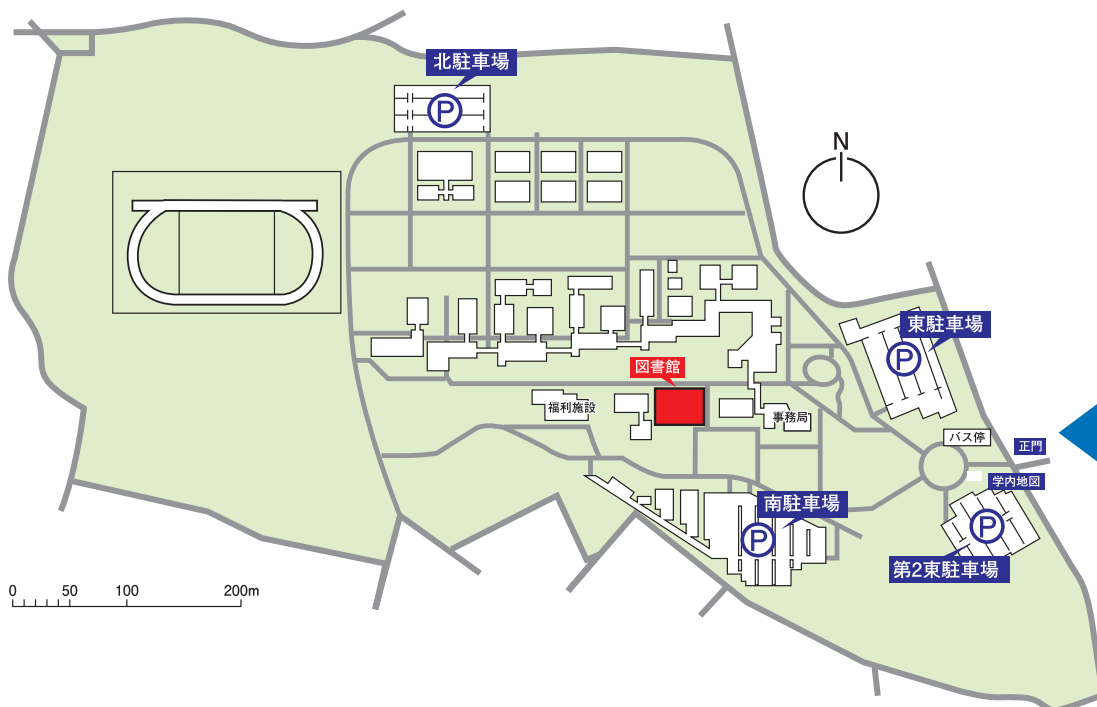 北駐車場
P
N
東駐車場
P
図書館
福利施設
事務局
バス停
正門
学内地図
南駐車場
P
P
第2東駐車場
0 50 100 200m